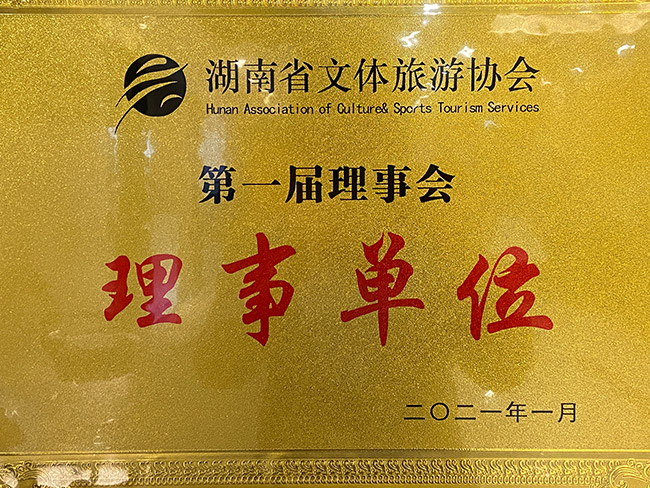 湖南省文体旅游协会
Hunan Association of Culture& Sports Tourism Services
第一届理事会
理事单位
二〇二一年一月